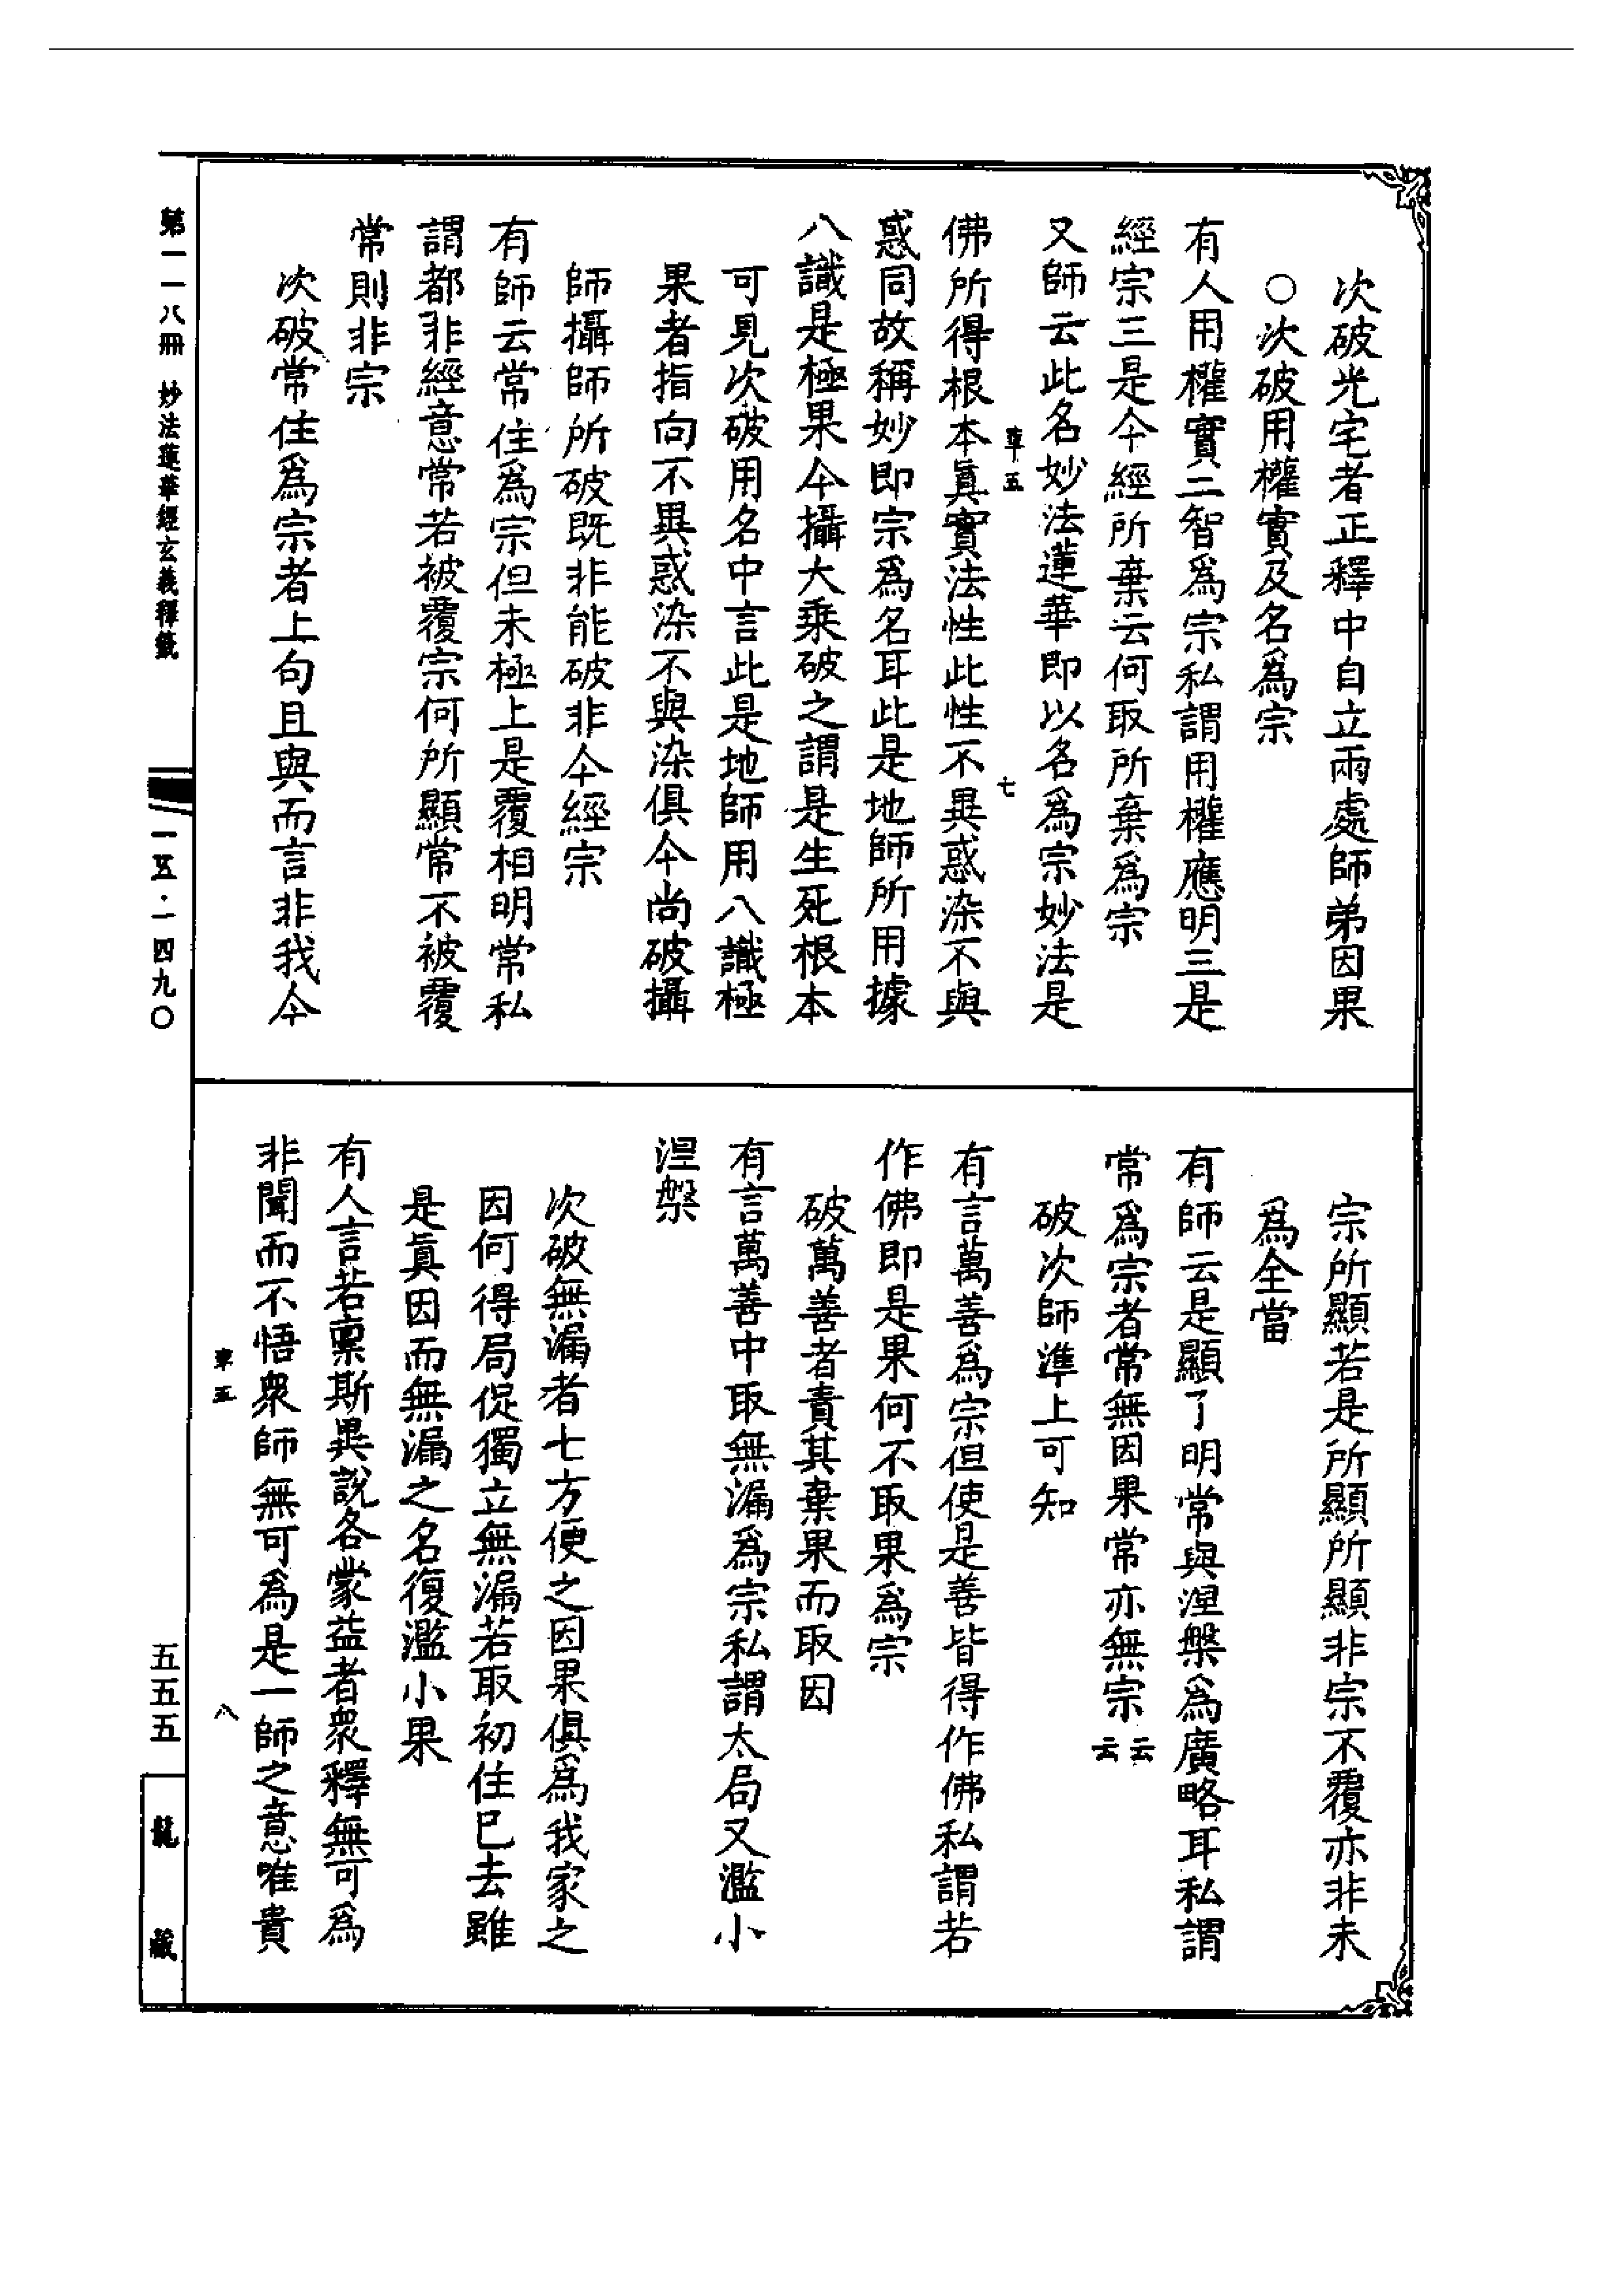 次破光宅者正釋中自立兩處師弟因果
○次破用權實及名爲宗
有人用權實二智爲宗私謂用權應明三是
經宗三是今經所棄云何取所棄爲宗
又師云此名妙法蓮華即以名爲宗妙法是
車五 七
佛所得根本眞實法性此性不異惑染不與
惑同故稱妙即宗爲名耳此是地師所用據
八識是極果今攝大乘破之謂是生死根本
可見次破用名中言此是地師用八識極
果者指向不異惑染不與染俱今尚破攝
師攝師所破既非能破非今經宗
有師云常住爲宗但未極上是覆相明常私
謂都非經意常若被覆宗何所顯常不被覆
常則非宗
次破常住爲宗者上句且與而言非我今
宗所顯若是所顯所顯非宗不覆亦非未
爲全當
有師云是顯了明常與涅槃爲廣略耳私謂
常爲宗者常無因果常亦無宗云云
破次師準上可知
有言萬善爲宗但使是善皆得作佛私謂若
作佛即是果何不取果爲宗
破萬善者責其棄果而取因
有言萬善中取無漏爲宗私謂太局又濫小
涅槃
次破無漏者七方便之因果俱爲我家之
因何得局促獨立無漏若取初住已去雖
是眞因而無漏之名復濫小果
有人言若稟斯異說各蒙益者衆釋無可爲
非聞而不悟衆師無可爲是一師之意唯貴
車五 八
第一一八冊 妙法蓮華經玄義釋籤
一五·一四九〇
五五五
龍藏